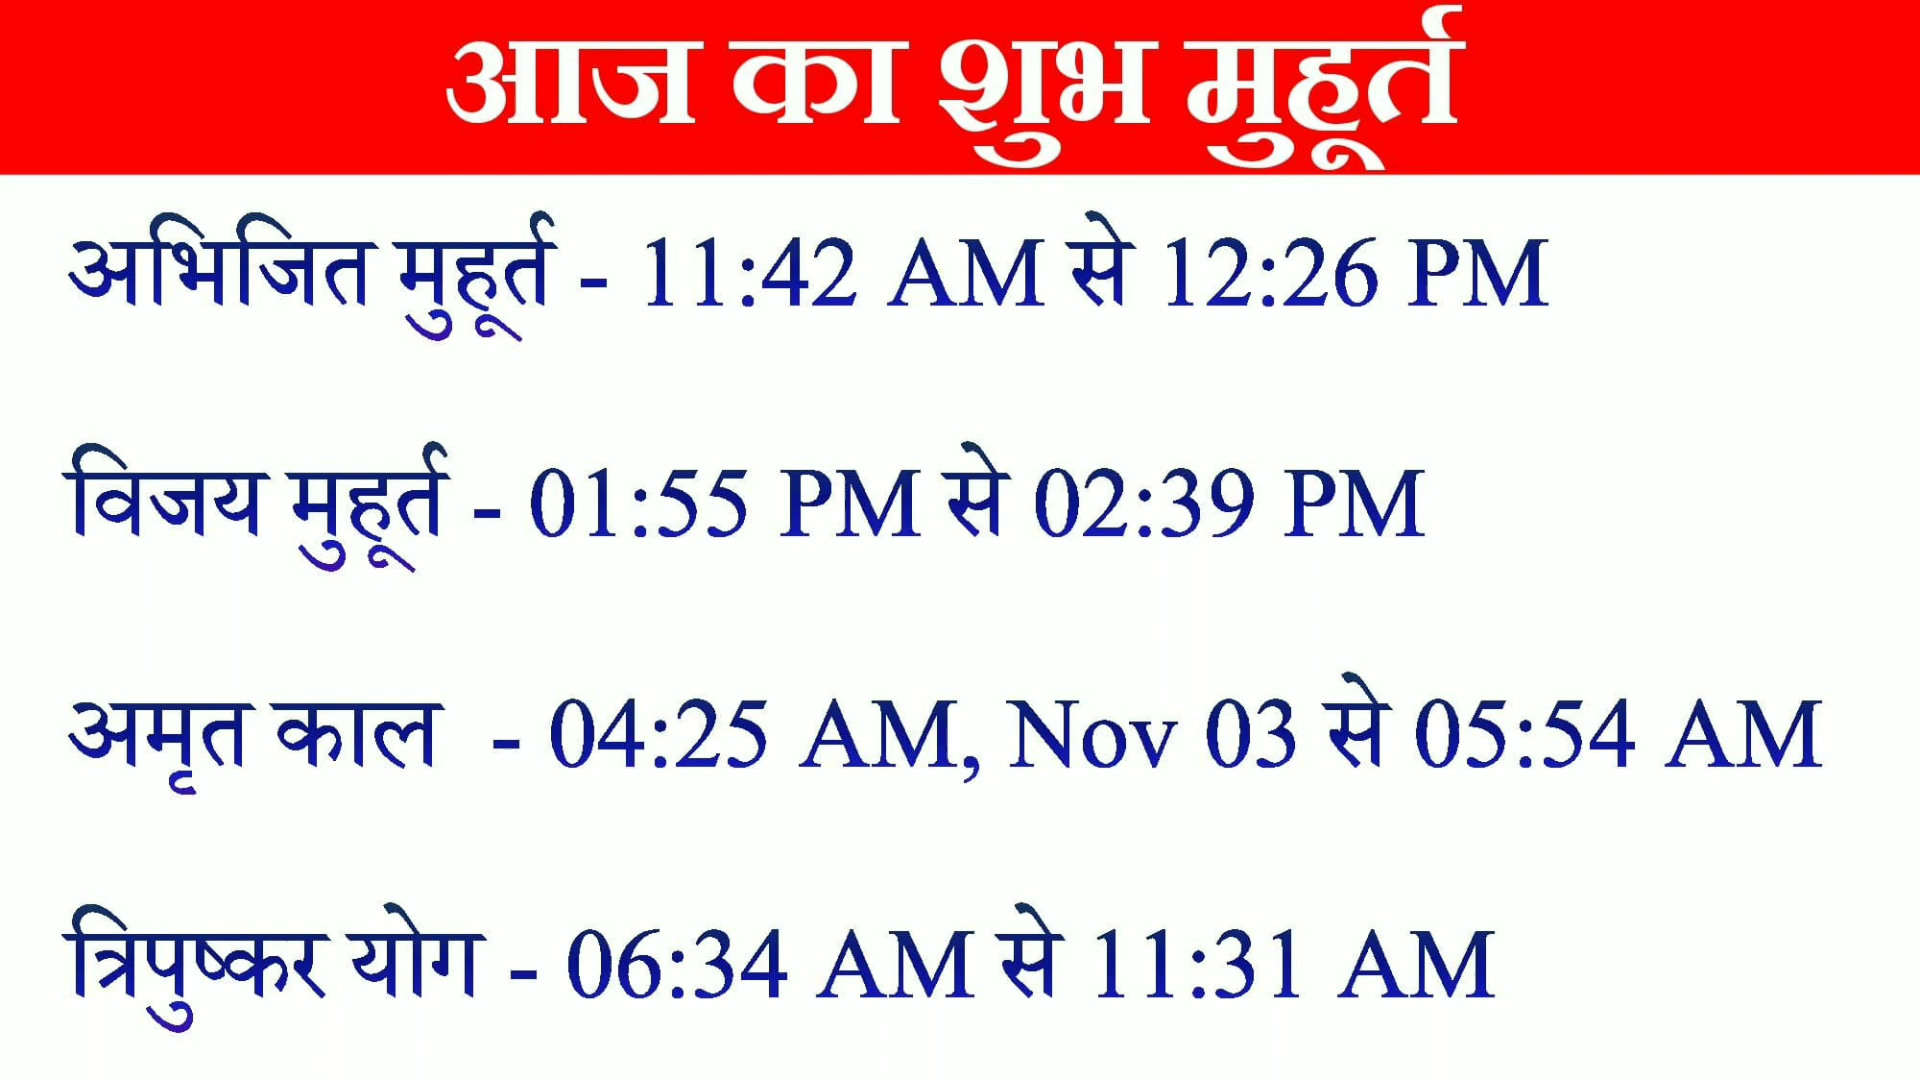 आज का शुभ मुहूर्त
अभिजित मुहूर्त - 11:42 AM से 12:26 PM
विजय मुहूर्त - 01:55 PM से 02:39 PM
अमृत काल - 04:25 AM, Nov 03 से 05:54 AM
त्रिपुष्कर योग - 06:34 AM से 11:31 AM